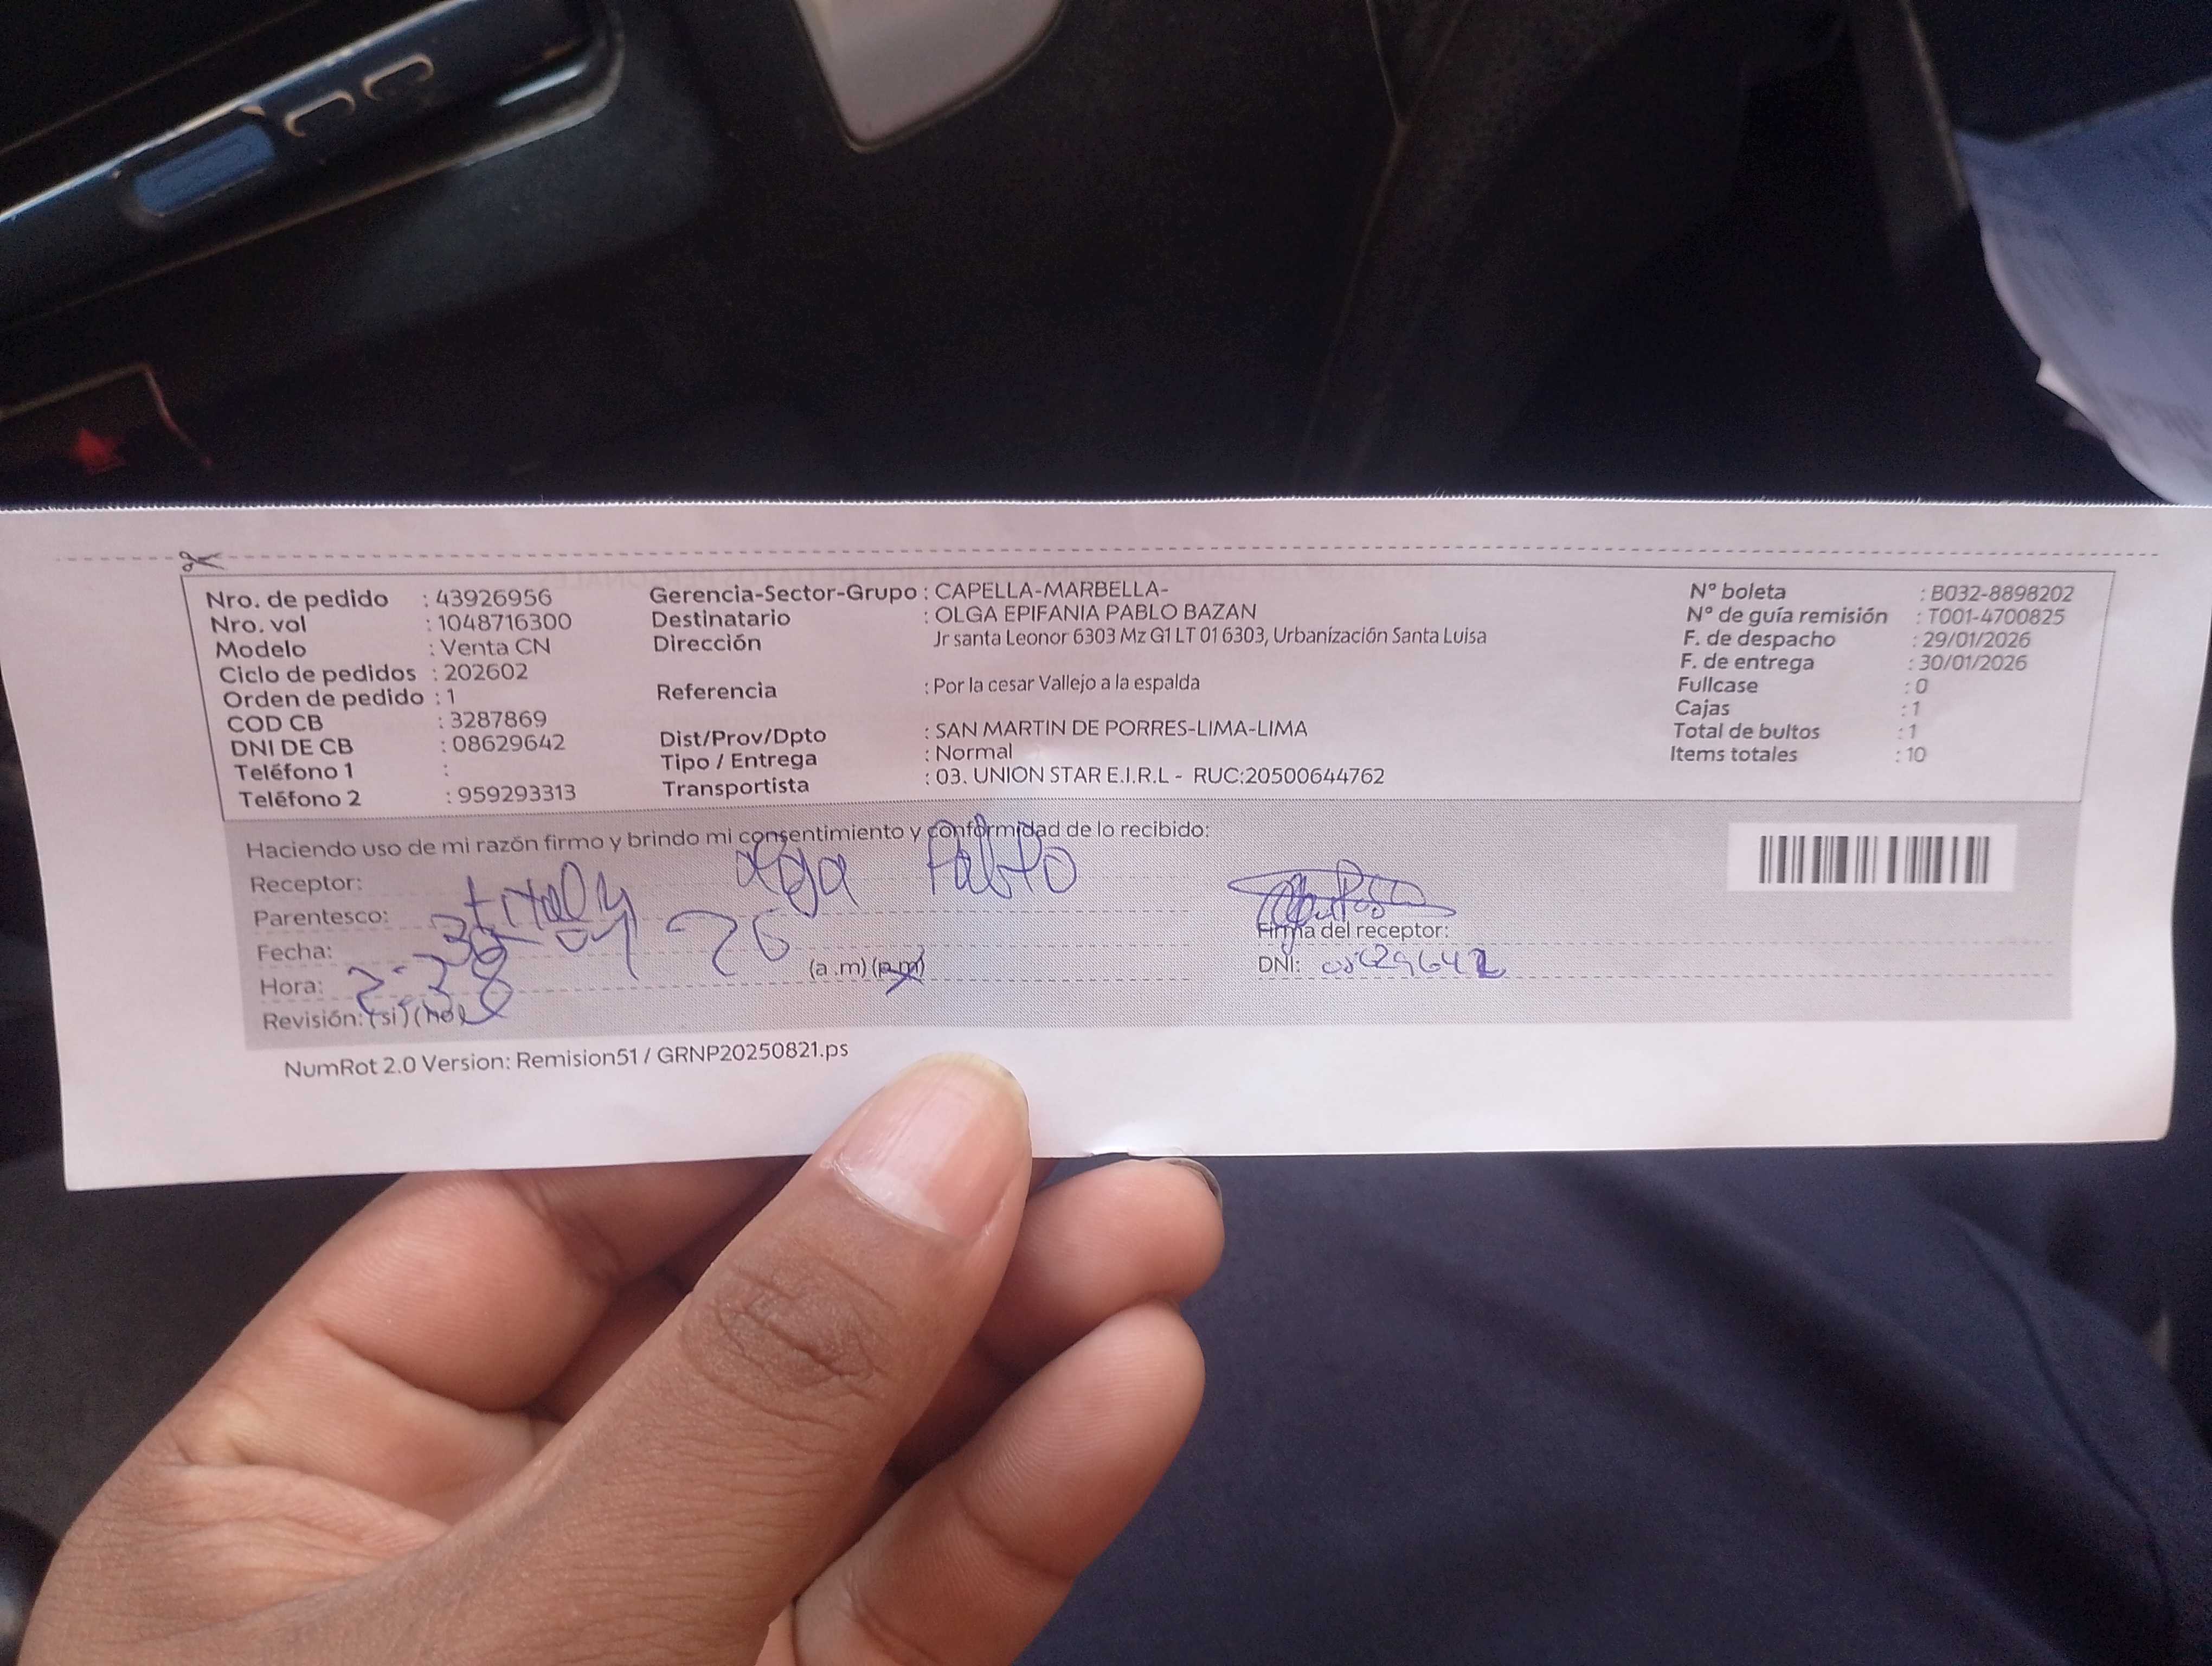 Nro. de pedido : 43926956
Nro. vol : 1048716300
Modelo : Venta CN
Ciclo de pedidos : 202602
Orden de pedido : 1
COD CB : 3287869
DNI DE CB : 08629642
Teléfono 1 :
Teléfono 2 : 959293313
Gerencia-Sector-Grupo : CAPELLA-MARBELLA-
Destinatario : OLGA EPIFANIA PABLO BAZAN
Dirección Jr santa Leonor 6303 Mz G1 LT 01 6303, Urbanización Santa Luisa
Referencia : Por la cesar Vallejo a la espalda
Dist/Prov/Dpto : SAN MARTIN DE PORRES-LIMA-LIMA
Tipo / Entrega : Normal
Transportista : 03. UNION STAR E.I.R.L - RUC:20500644762
N° boleta : B032-8898202
N° de guía remisión : T001-4700825
F. de despacho : 29/01/2026
F. de entrega : 30/01/2026
Fullcase : 0
Cajas : 1
Total de bultos : 1
Items totales : 10
Haciendo uso de mi razón firmo y brindo mi consentimiento y conformidad de lo recibido:
Receptor: olga Pablo
Parentesco:
Fecha: 30 26
Hora: 2:38 (a.m) (p.m)
Revisión: (si) (no)
Firma del receptor:
DNI: 08629642
NumRot 2.0 Version: Remision51 / GRNP20250821.ps